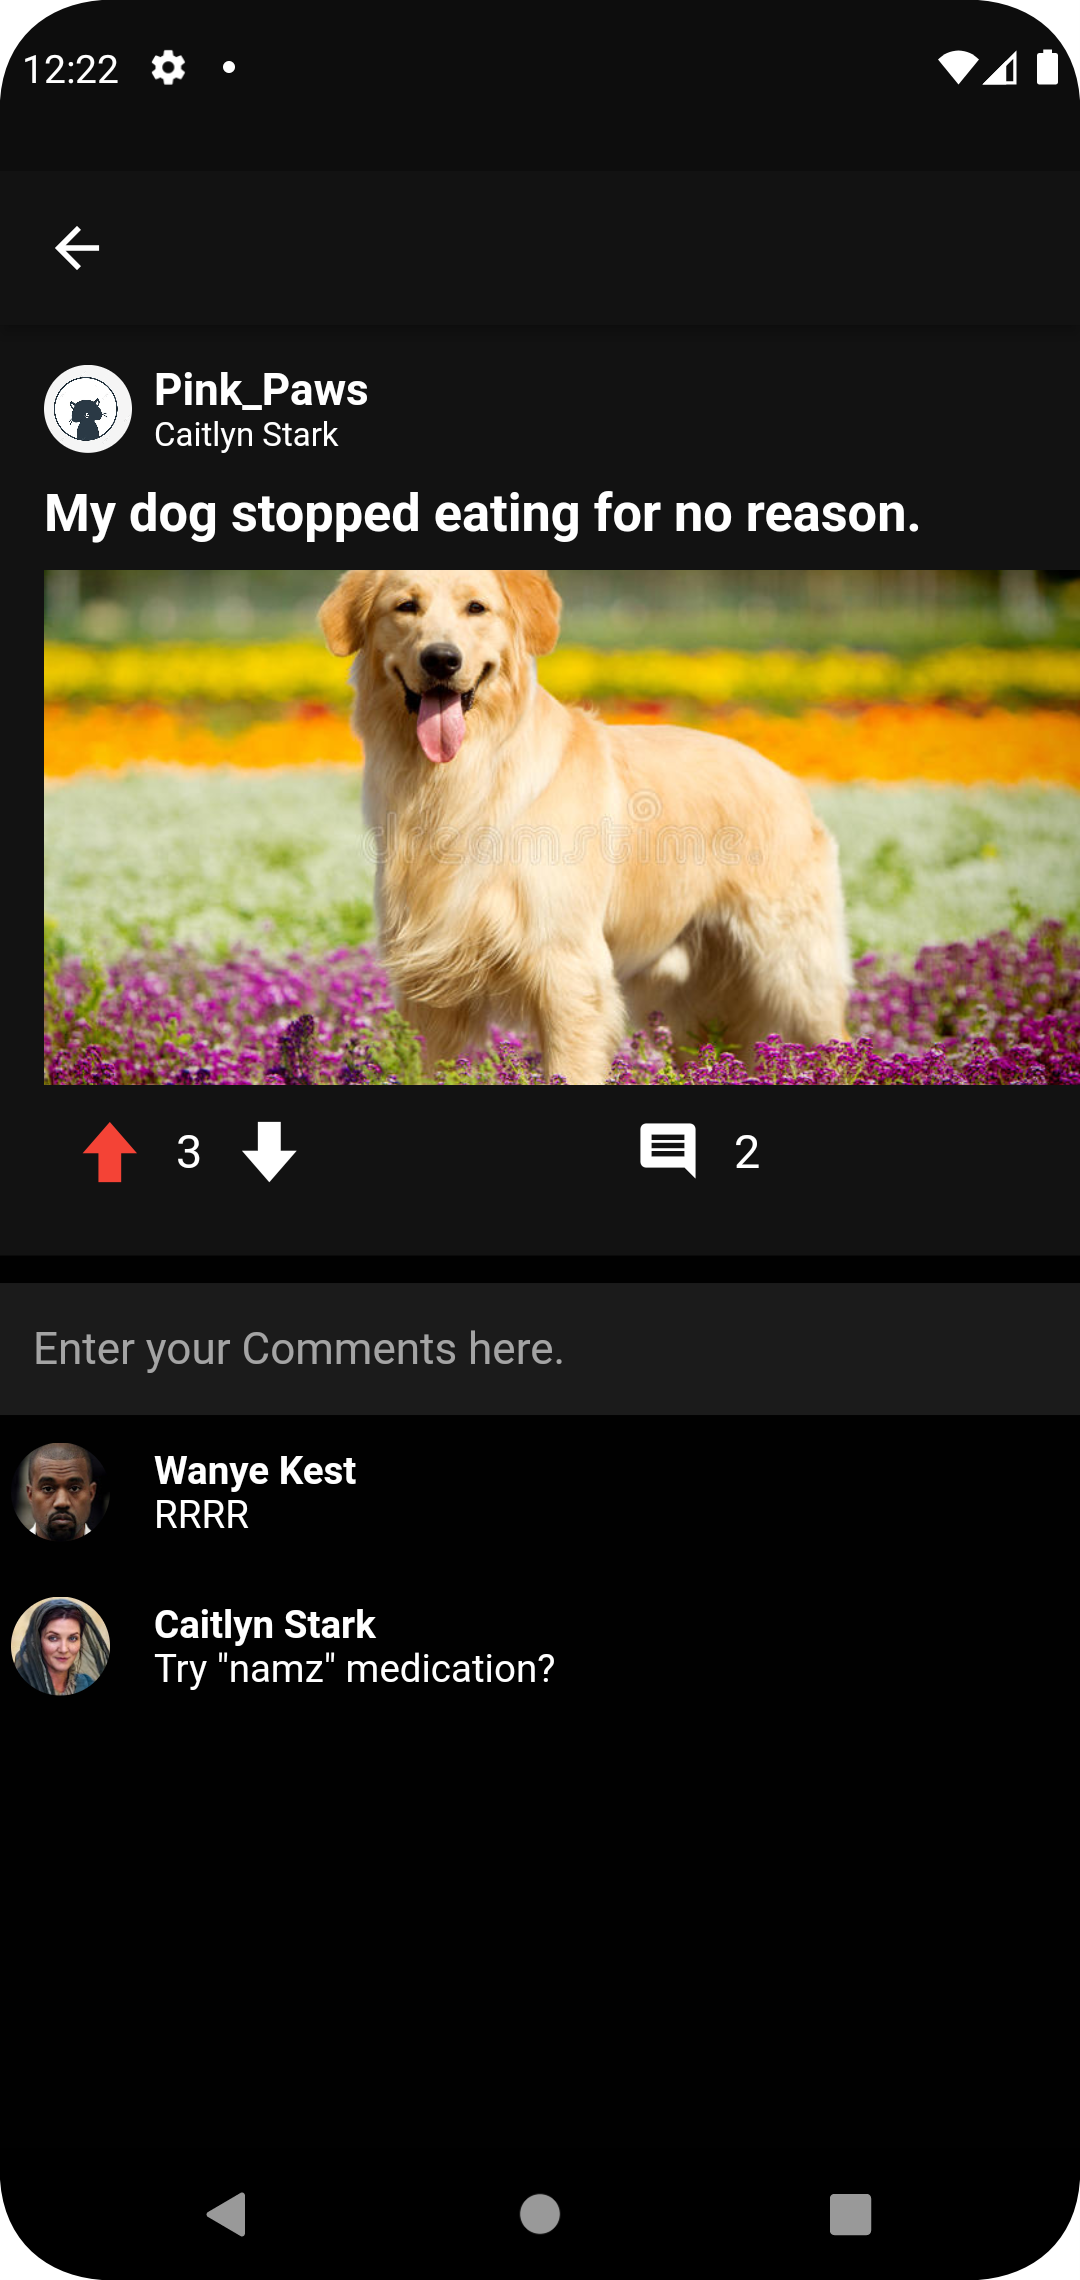 12:22
Pink_Paws
Caitlyn Stark
My dog stopped eating for no reason.
dreamstime.
3
2
Enter your Comments here.
Wanye Kest
RRRR
Caitlyn Stark
Try "namz" medication?